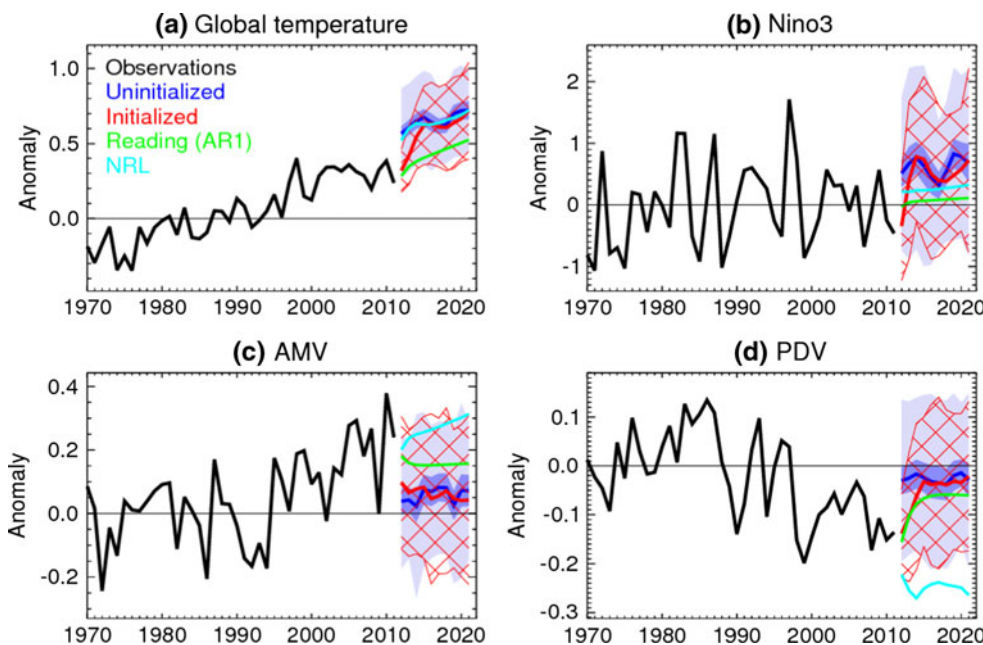 (a) Global temperature
Anomaly
1.0
0.5
0.0
Observations
Uninitialized
Initialized
Reading (AR1)
NRL
1970 1980 1990 2000 2010 2020
(b) Nino3
Anomaly
2
1
0
-1
1970 1980 1990 2000 2010 2020
(c) AMV
Anomaly
0.4
0.2
0.0
-0.2
1970 1980 1990 2000 2010 2020
(d) PDV
Anomaly
0.1
0.0
-0.1
-0.2
-0.3
1970 1980 1990 2000 2010 2020